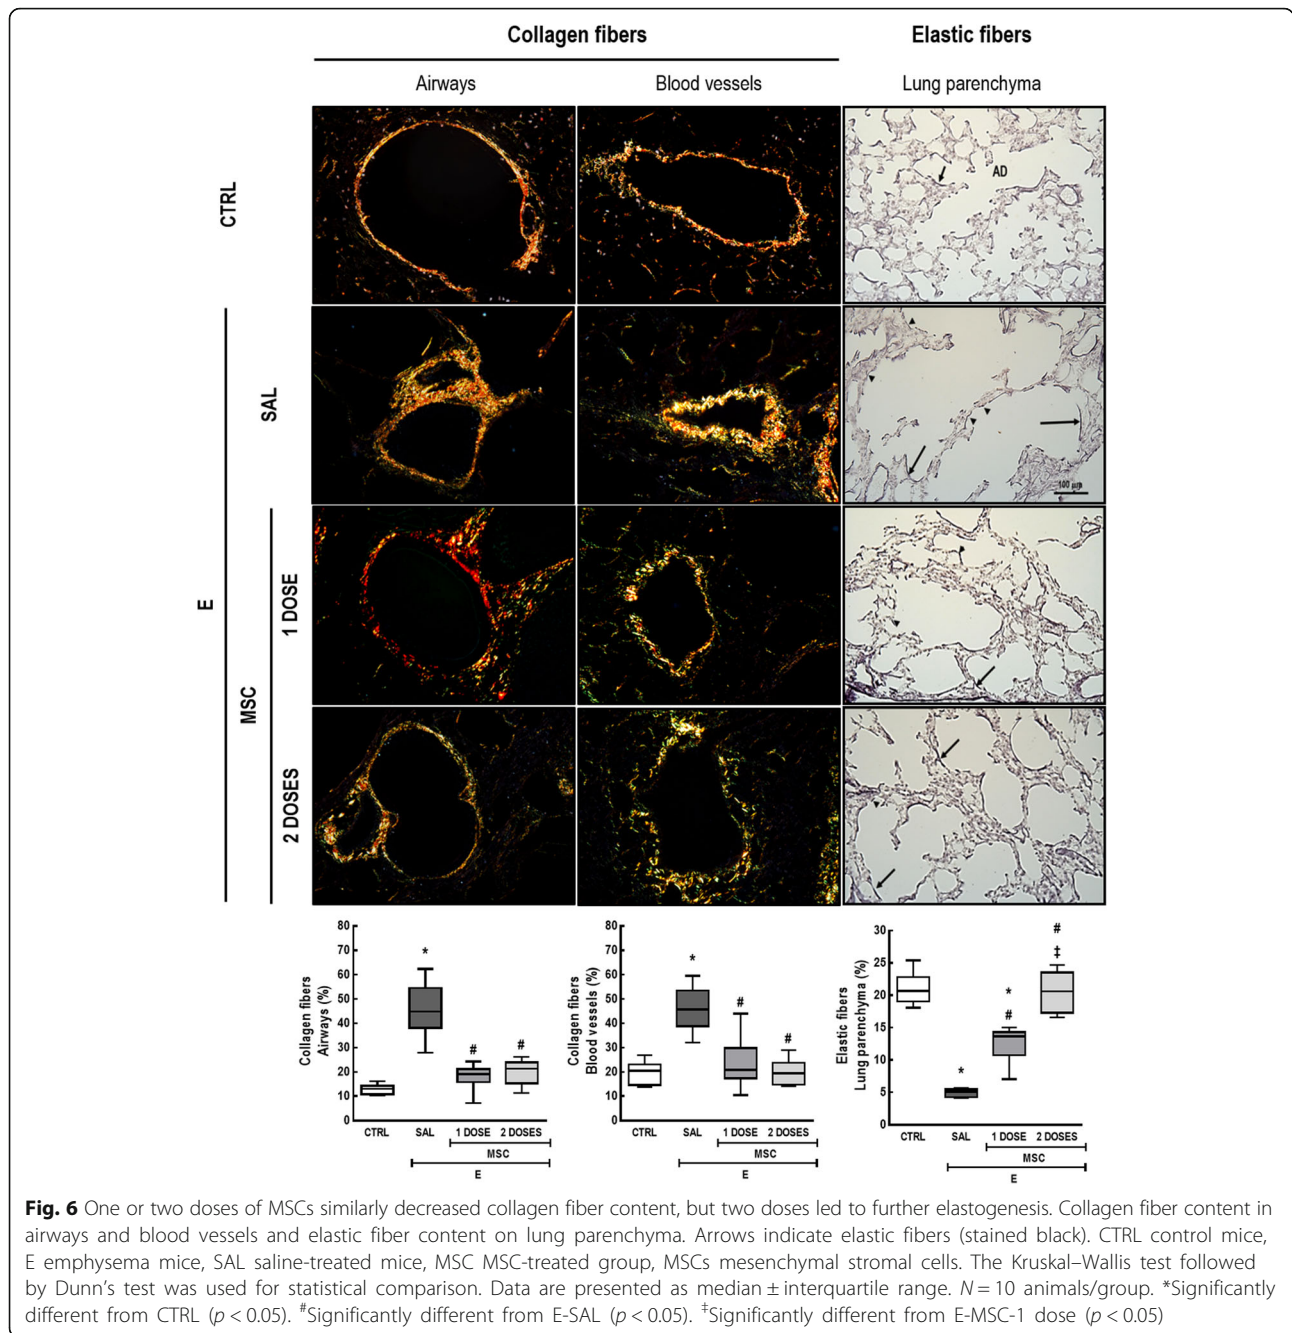 Collagen fibers Elastic fibers
Airways Blood vessels Lung parenchyma
CTRL
AD
E
SAL
100 µm
MSC
1 DOSE
2 DOSES
Collagen fibers
Airways (%)
80
70
60
50
40
30
20
10
0
*
#
#
CTRL SAL 1 DOSE 2 DOSES
MSC
E
Collagen fibers
Blood vessels (%)
80
70
60
50
40
30
20
10
0
*
#
#
CTRL SAL 1 DOSE 2 DOSES
MSC
E
Elastic fibers
Lung parenchyma (%)
30
25
20
15
10
5
0
*
*
#
#
‡
CTRL SAL 1 DOSE 2 DOSES
MSC
E
Fig. 6 One or two doses of MSCs similarly decreased collagen fiber content, but two doses led to further elastogenesis. Collagen fiber content in
airways and blood vessels and elastic fiber content on lung parenchyma. Arrows indicate elastic fibers (stained black). CTRL control mice,
E emphysema mice, SAL saline-treated mice, MSC MSC-treated group, MSCs mesenchymal stromal cells. The Kruskal–Wallis test followed
by Dunn's test was used for statistical comparison. Data are presented as median ± interquartile range. N = 10 animals/group. *Significantly
different from CTRL (p < 0.05). #Significantly different from E-SAL (p < 0.05). ‡Significantly different from E-MSC-1 dose (p < 0.05)